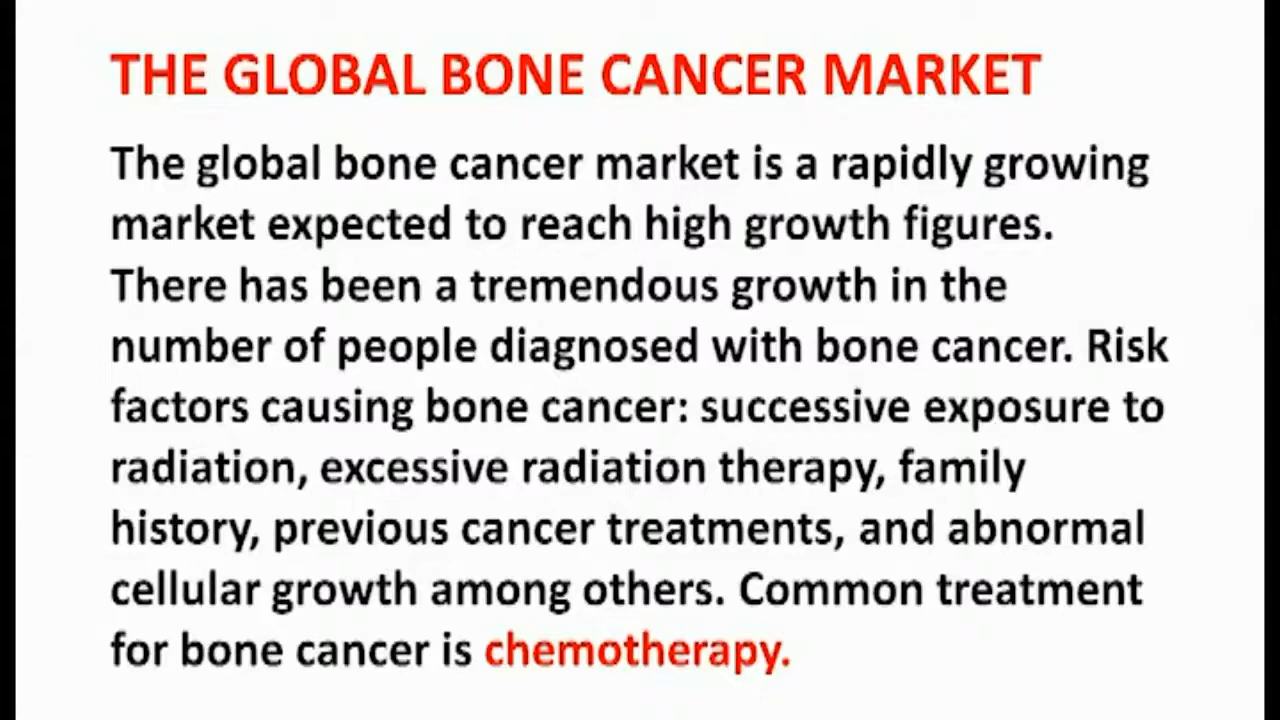 THE GLOBAL BONE CANCER MARKET
The global bone cancer market is a rapidly growing
market expected to reach high growth figures.
There has been a tremendous growth in the
number of people diagnosed with bone cancer. Risk
factors causing bone cancer: successive exposure to
radiation, excessive radiation therapy, family
history, previous cancer treatments, and abnormal
cellular growth among others. Common treatment
for bone cancer is chemotherapy.